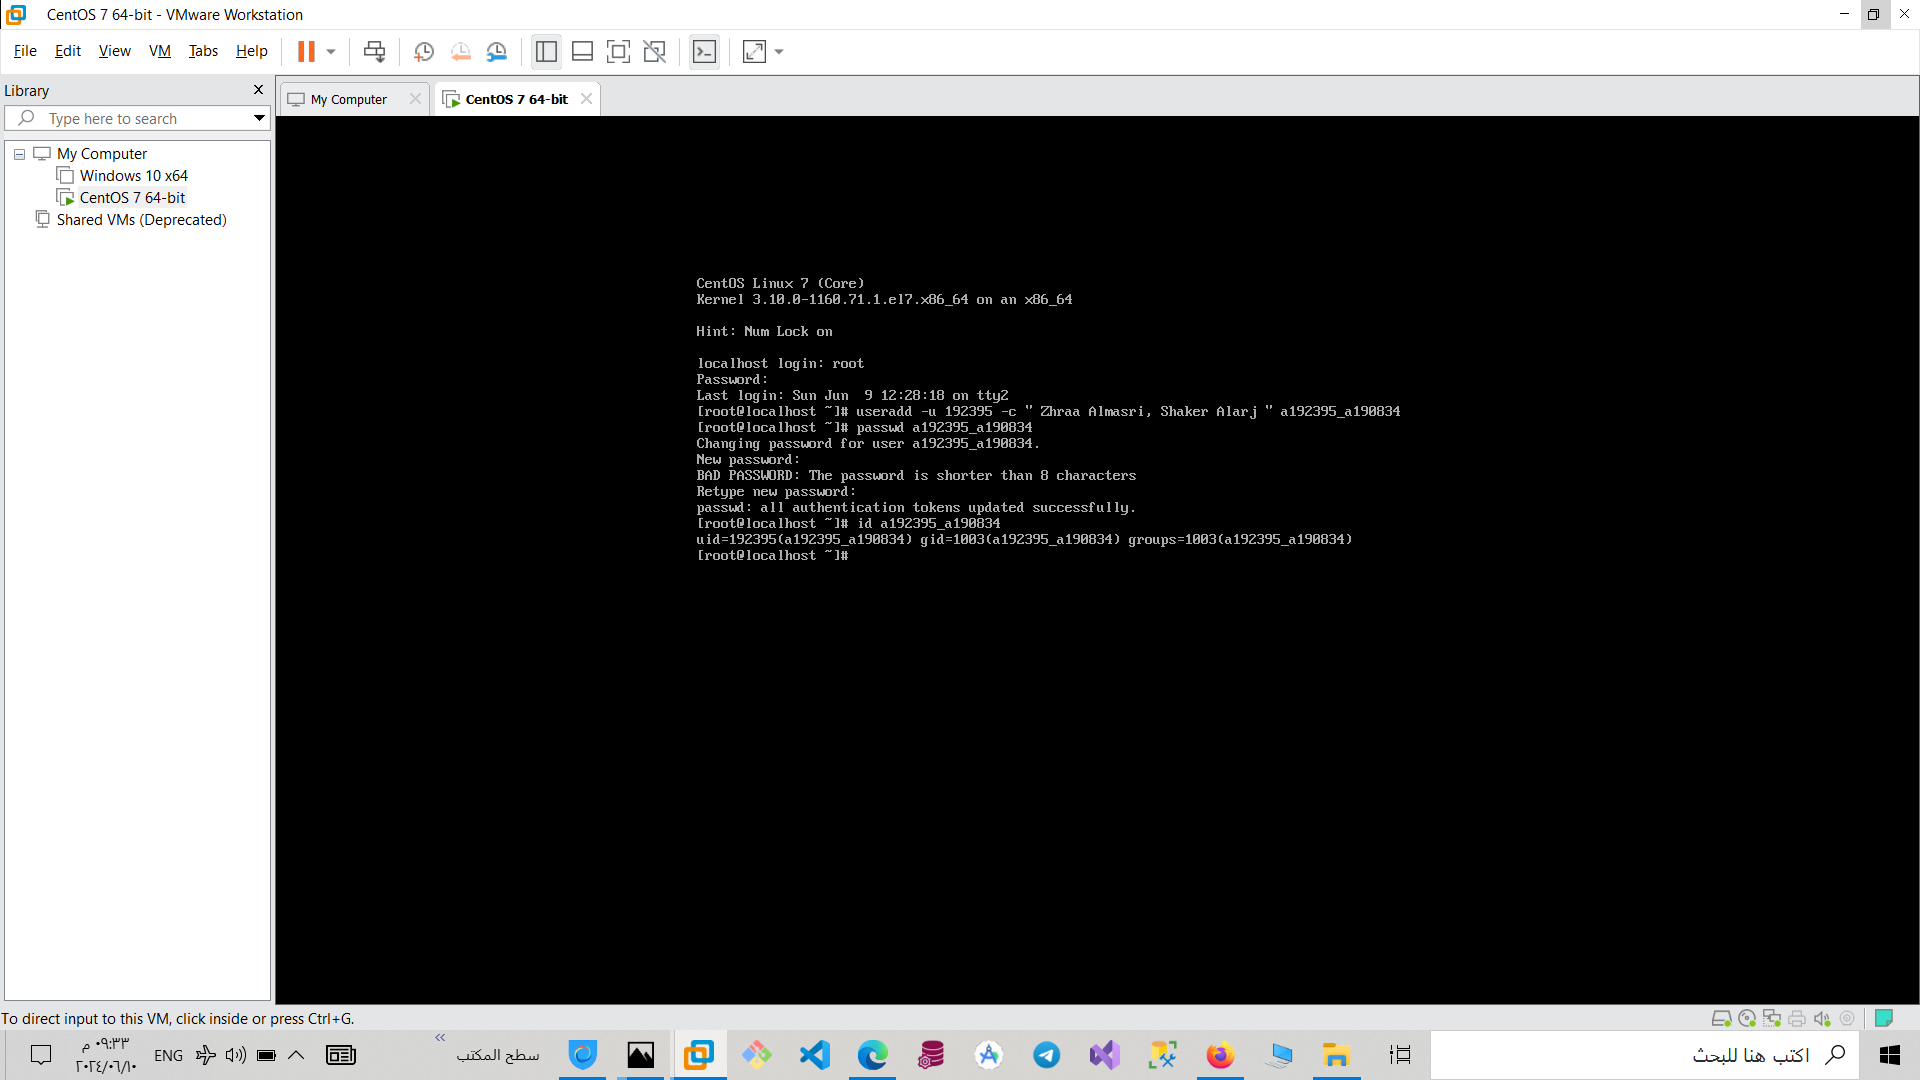 CentOS 7 64-bit - VMware Workstation
File Edit View VM Tabs Help
Library
Type here to search
My Computer
Windows 10 x64
CentOS 7 64-bit
Shared VMs (Deprecated)
My Computer
CentOS 7 64-bit
CentOS Linux 7 (Core)
Kernel 3.10.0-1160.71.1.el7.x86_64 on an x86_64
Hint: Num Lock on
localhost login: root
Password:
Last login: Sun Jun  9 12:28:18 on tty2
[root@localhost ~]# useradd -u 192395 -c " Zhraa Almasri, Shaker Alarj " a192395_a190834
[root@localhost ~]# passwd a192395_a190834
Changing password for user a192395_a190834.
New password:
BAD PASSWORD: The password is shorter than 8 characters
Retype new password:
passwd: all authentication tokens updated successfully.
[root@localhost ~]# id a192395_a190834
uid=192395(a192395_a190834) gid=1003(a192395_a190834) groups=1003(a192395_a190834)
[root@localhost ~]#
To direct input to this VM, click inside or press Ctrl+G.
٠٩:٣٣ م
٢٠٢٤/٠٦/١٠
ENG
سطح المكتب
اكتب هنا للبحث